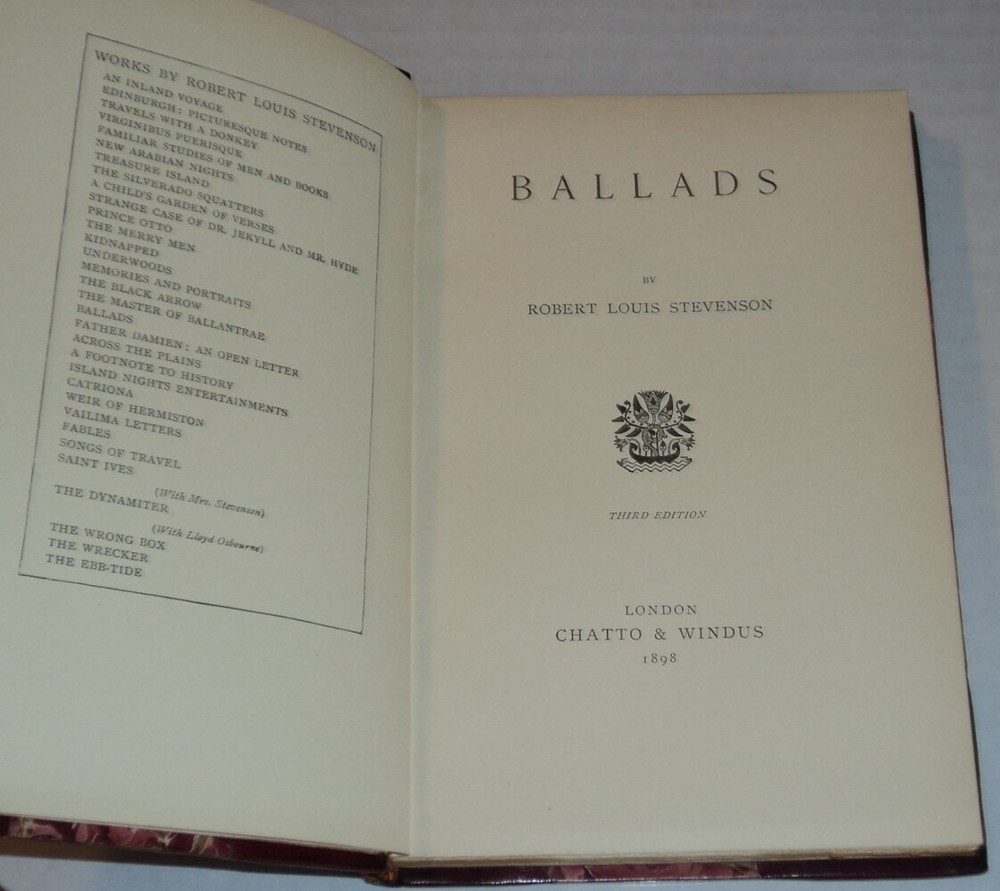 WORKS BY ROBERT LOUIS STEVENSON
AN INLAND VOYAGE
EDINBURGH: PICTURESQUE NOTES
TRAVELS WITH A DONKEY
VIRGINIBUS PUERISQUE
FAMILIAR STUDIES OF MEN AND BOOKS
NEW ARABIAN NIGHTS
TREASURE ISLAND
THE SILVERADO SQUATTERS
A CHILD'S GARDEN OF VERSES
STRANGE CASE OF DR. JEKYLL AND MR. HYDE
PRINCE OTTO
THE MERRY MEN
KIDNAPPED
UNDERWOODS
MEMORIES AND PORTRAITS
THE BLACK ARROW
THE MASTER OF BALLANTRAE
BALLADS
FATHER DAMIEN: AN OPEN LETTER
ACROSS THE PLAINS
A FOOTNOTE TO HISTORY
ISLAND NIGHTS ENTERTAINMENTS
CATRIONA
WEIR OF HERMISTON
VAILIMA LETTERS
FABLES
SONGS OF TRAVEL
SAINT IVES
(With Mrs. Stevenson)
THE DYNAMITER
(With Lloyd Osbourne)
THE WRONG BOX
THE WRECKER
THE EBB-TIDE
BALLADS
BY
ROBERT LOUIS STEVENSON
THIRD EDITION
LONDON
CHATTO & WINDUS
1898